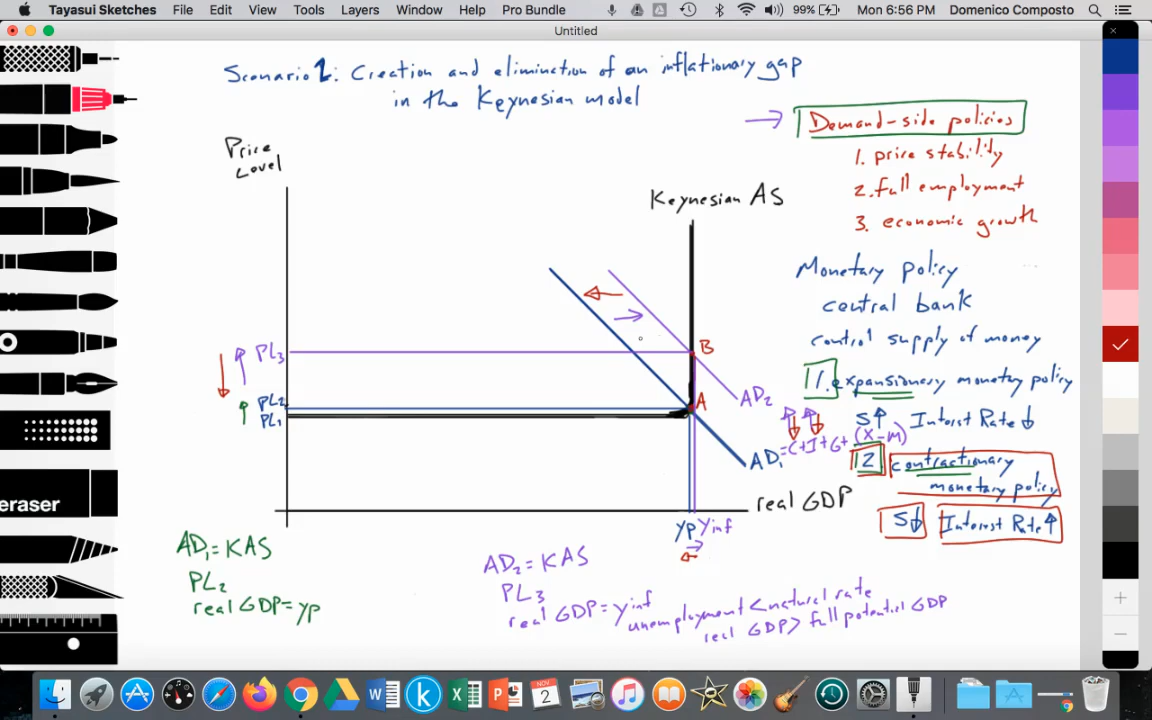 Tayasui Sketches File Edit View Tools Layers Window Help Pro Bundle 99% Mon 6:56 PM Domenico Composto
Untitled
Scenario 1: Creation and elimination of an inflationary gap
in the Keynesian model
Demand-side policies
1. price stability
2. full employment
3. economic growth
Price
Level
Keynesian AS
Monetary policy
central bank
control supply of money
1. expansionary monetary policy
S↑ Interest Rate↓
2 contractionary
monetary policy
S↓ Interest Rate↑
PL3
B
PL2
PL1
A
AD2
AD1=C+I+G+(X-M)
real GDP
YP Yinf
AD1=KAS
PL2
real GDP=YP
AD2=KAS
PL3
real GDP=Yinf
unemployment<natural rate
real GDP>full potential GDP
eraser
NOV
2